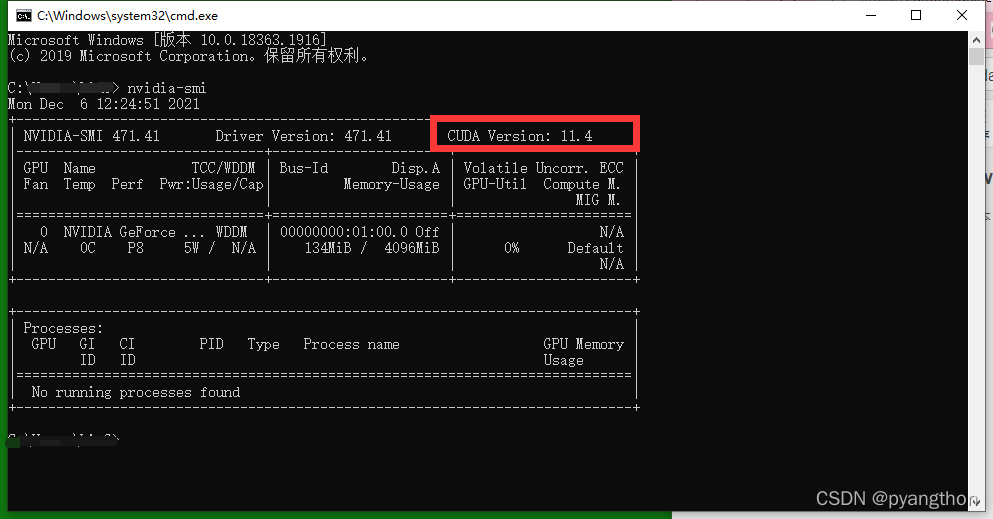 C:\Windows\system32\cmd.exe
Microsoft Windows [版本 10.0.18363.1916]
(c) 2019 Microsoft Corporation。保留所有权利。
C:\ > nvidia-smi
Mon Dec 6 12:24:51 2021
NVIDIA-SMI 471.41 Driver Version: 471.41 CUDA Version: 11.4
GPU Name TCC/WDDM Bus-Id Disp.A Volatile Uncorr. ECC
Fan Temp Perf Pwr:Usage/Cap Memory-Usage GPU-Util Compute M.
MIG M.
0 NVIDIA GeForce ... WDDM 00000000:01:00.0 Off N/A
N/A 0C P8 5W / N/A 134MiB / 4096MiB 0% Default
N/A
Processes:
GPU GI CI PID Type Process name GPU Memory
ID ID Usage
No running processes found
CSDN @pyangthon